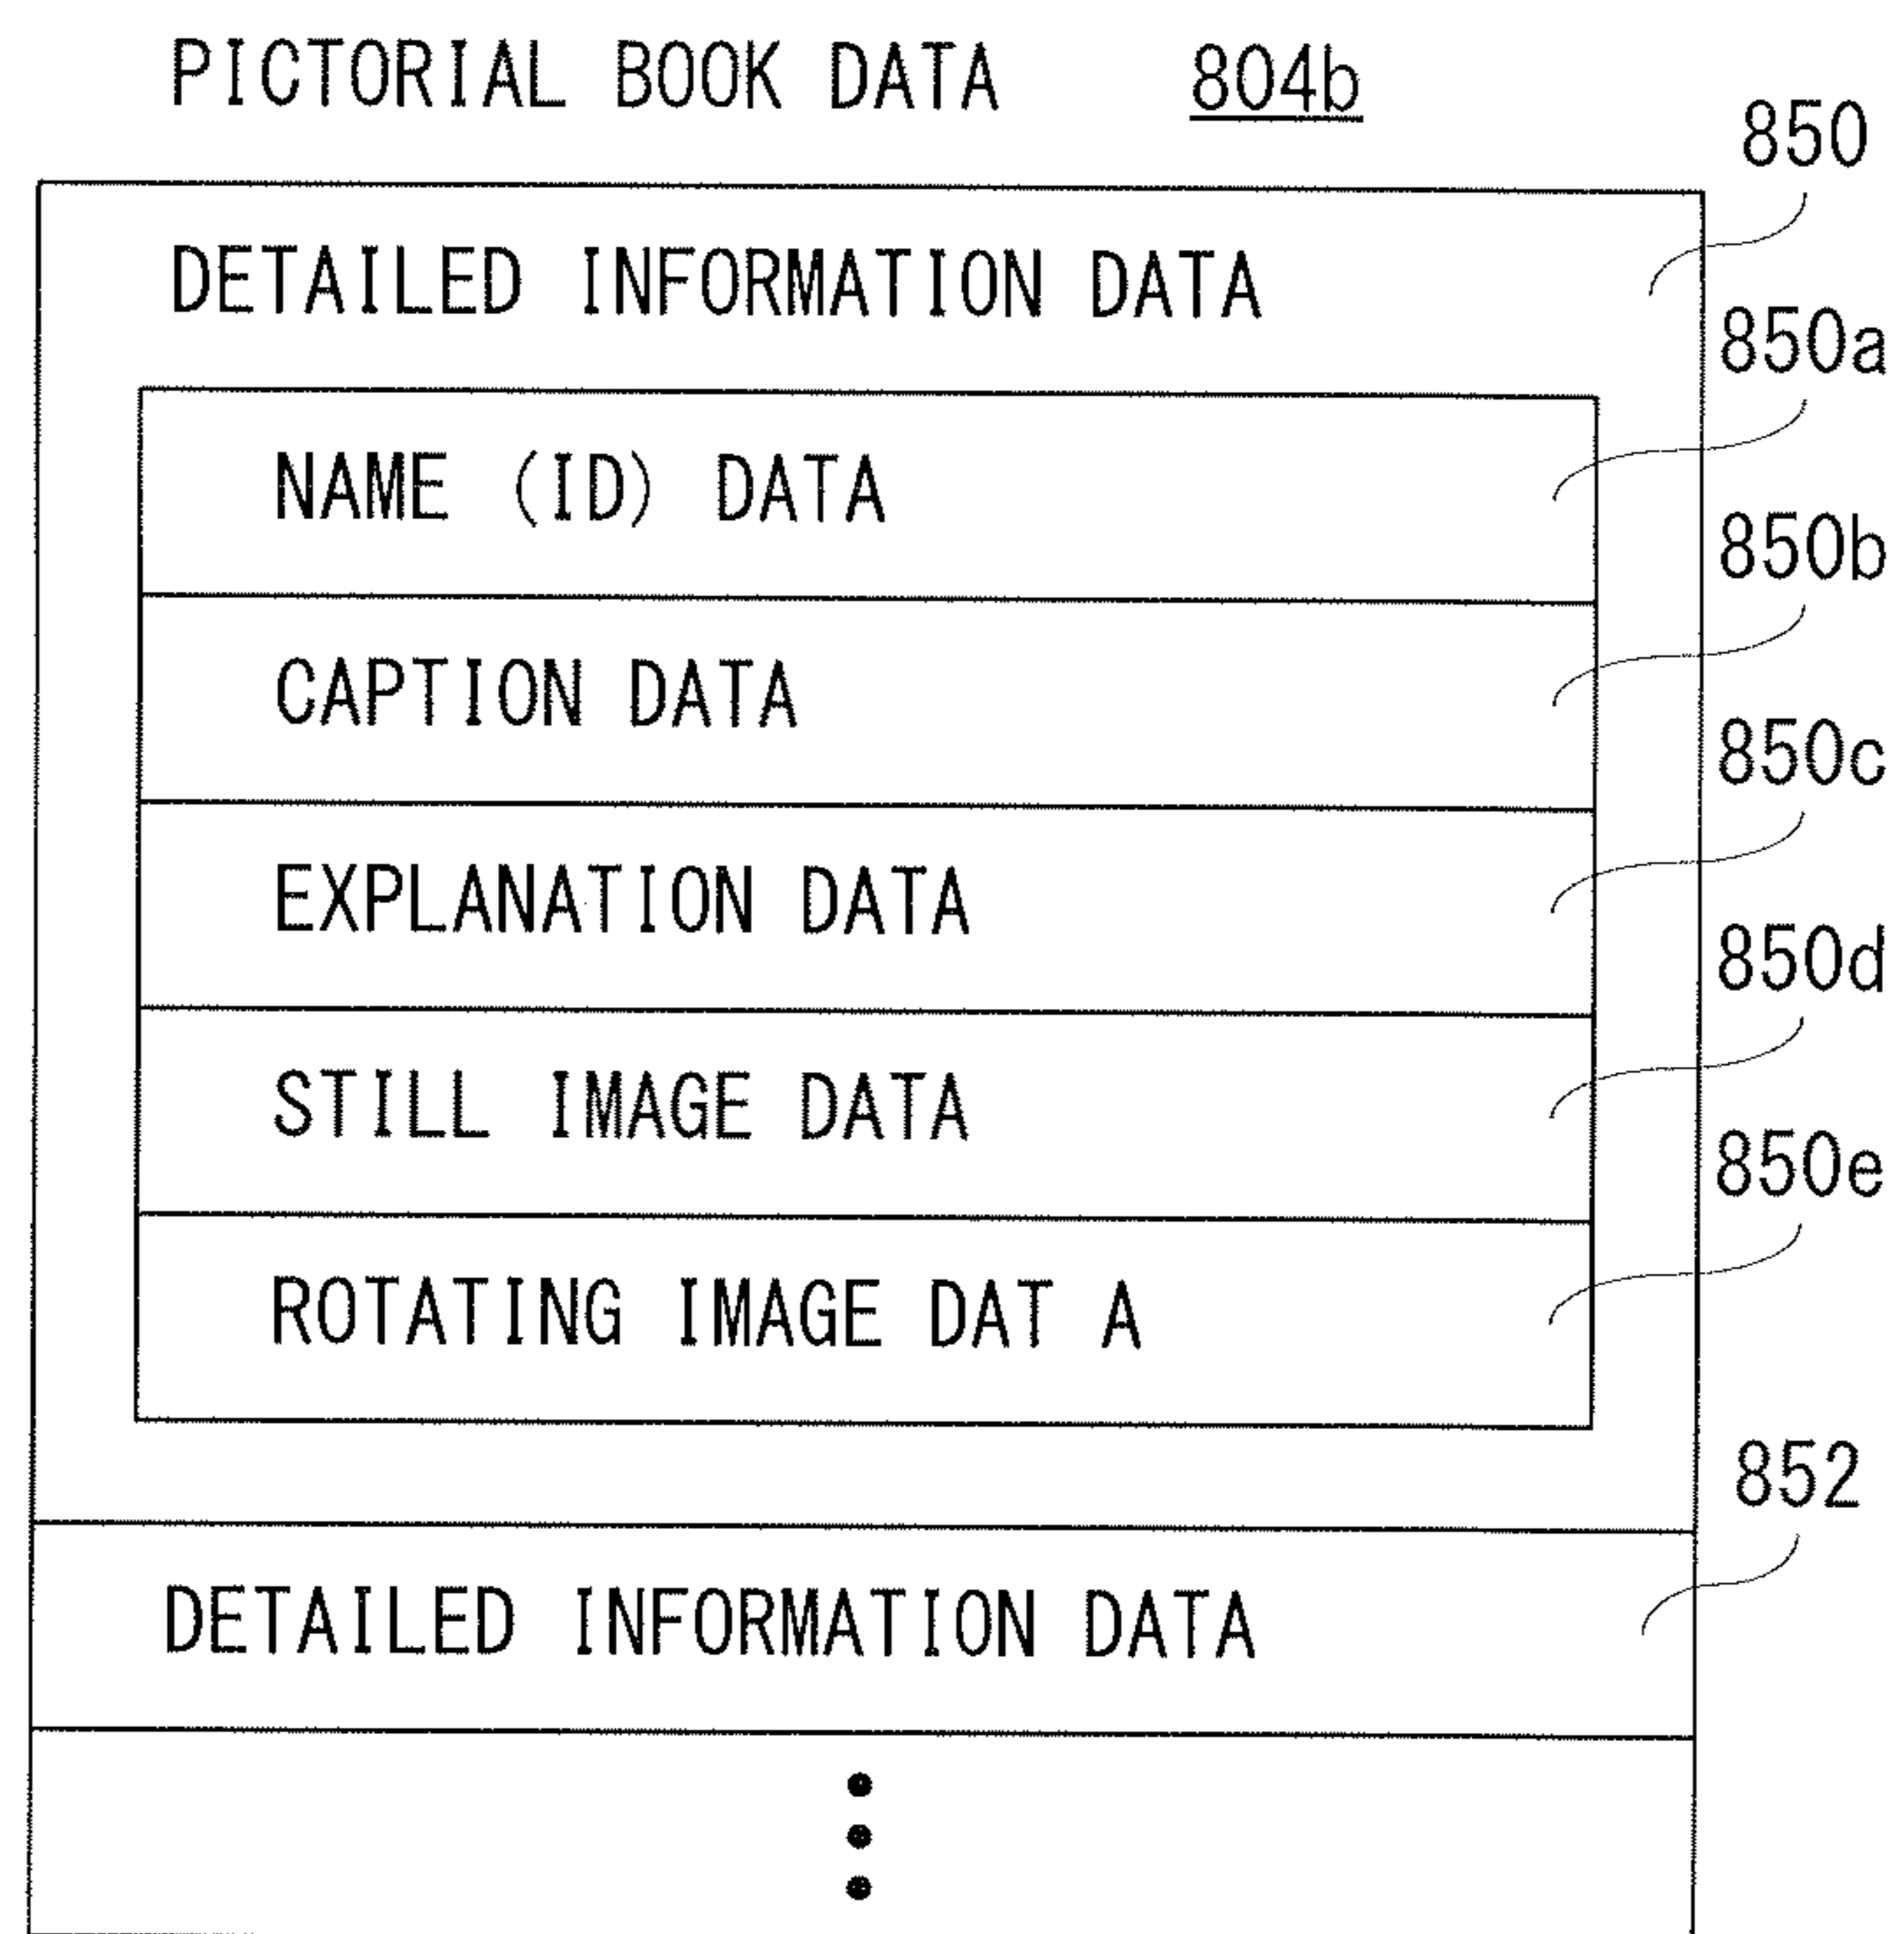 PICTORIAL BOOK DATA 804b
850
DETAILED INFORMATION DATA
850a
NAME (ID) DATA
850b
CAPTION DATA
850c
EXPLANATION DATA
850d
STILL IMAGE DATA
850e
ROTATING IMAGE DAT A
852
DETAILED INFORMATION DATA